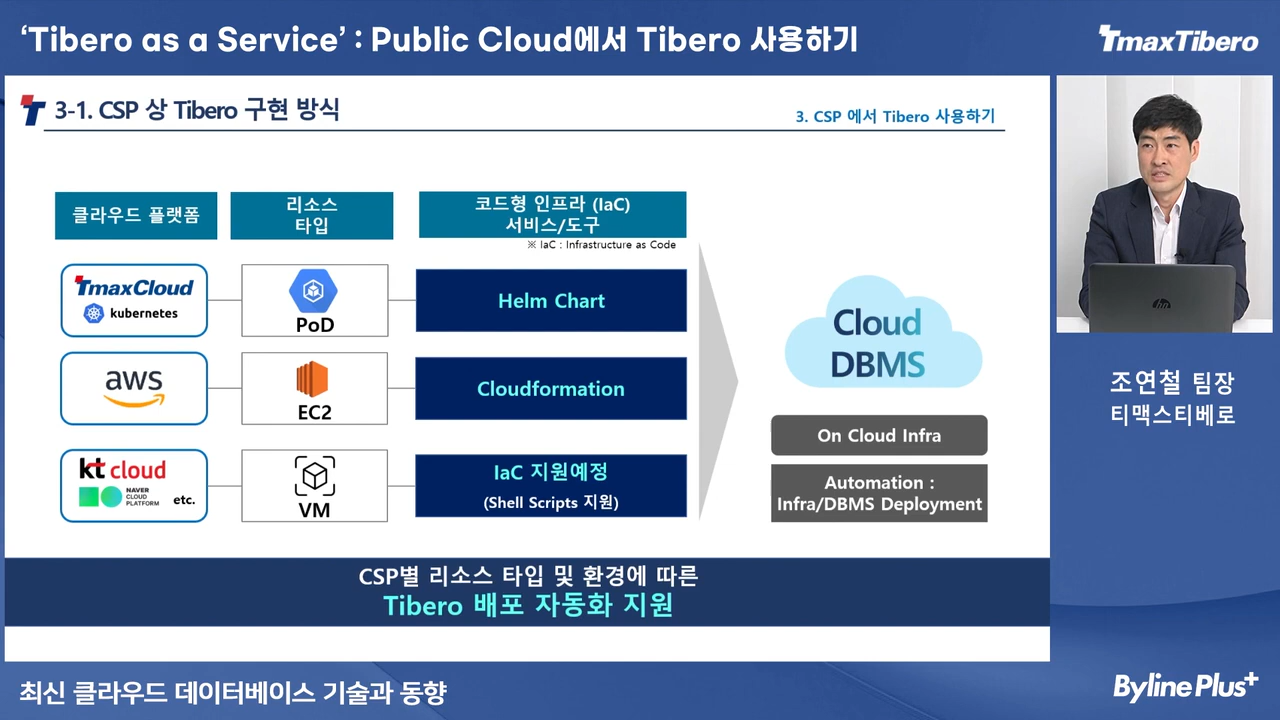 ‘Tibero as a Service’ : Public Cloud에서 Tibero 사용하기
TmaxTibero
3-1. CSP 상 Tibero 구현 방식
3. CSP 에서 Tibero 사용하기
클라우드 플랫폼
리소스
타입
코드형 인프라 (IaC)
서비스/도구
※ IaC : Infrastructure as Code
TmaxCloud
kubernetes
PoD
Helm Chart
aws
EC2
Cloudformation
kt cloud
NAVER
CLOUD
PLATFORM
etc.
VM
IaC 지원예정
(Shell Scripts 지원)
Cloud
DBMS
On Cloud Infra
Automation :
Infra/DBMS Deployment
CSP별 리소스 타입 및 환경에 따른
Tibero 배포 자동화 지원
hp
조연철 팀장
티맥스티베로
최신 클라우드 데이터베이스 기술과 동향
Byline Plus+